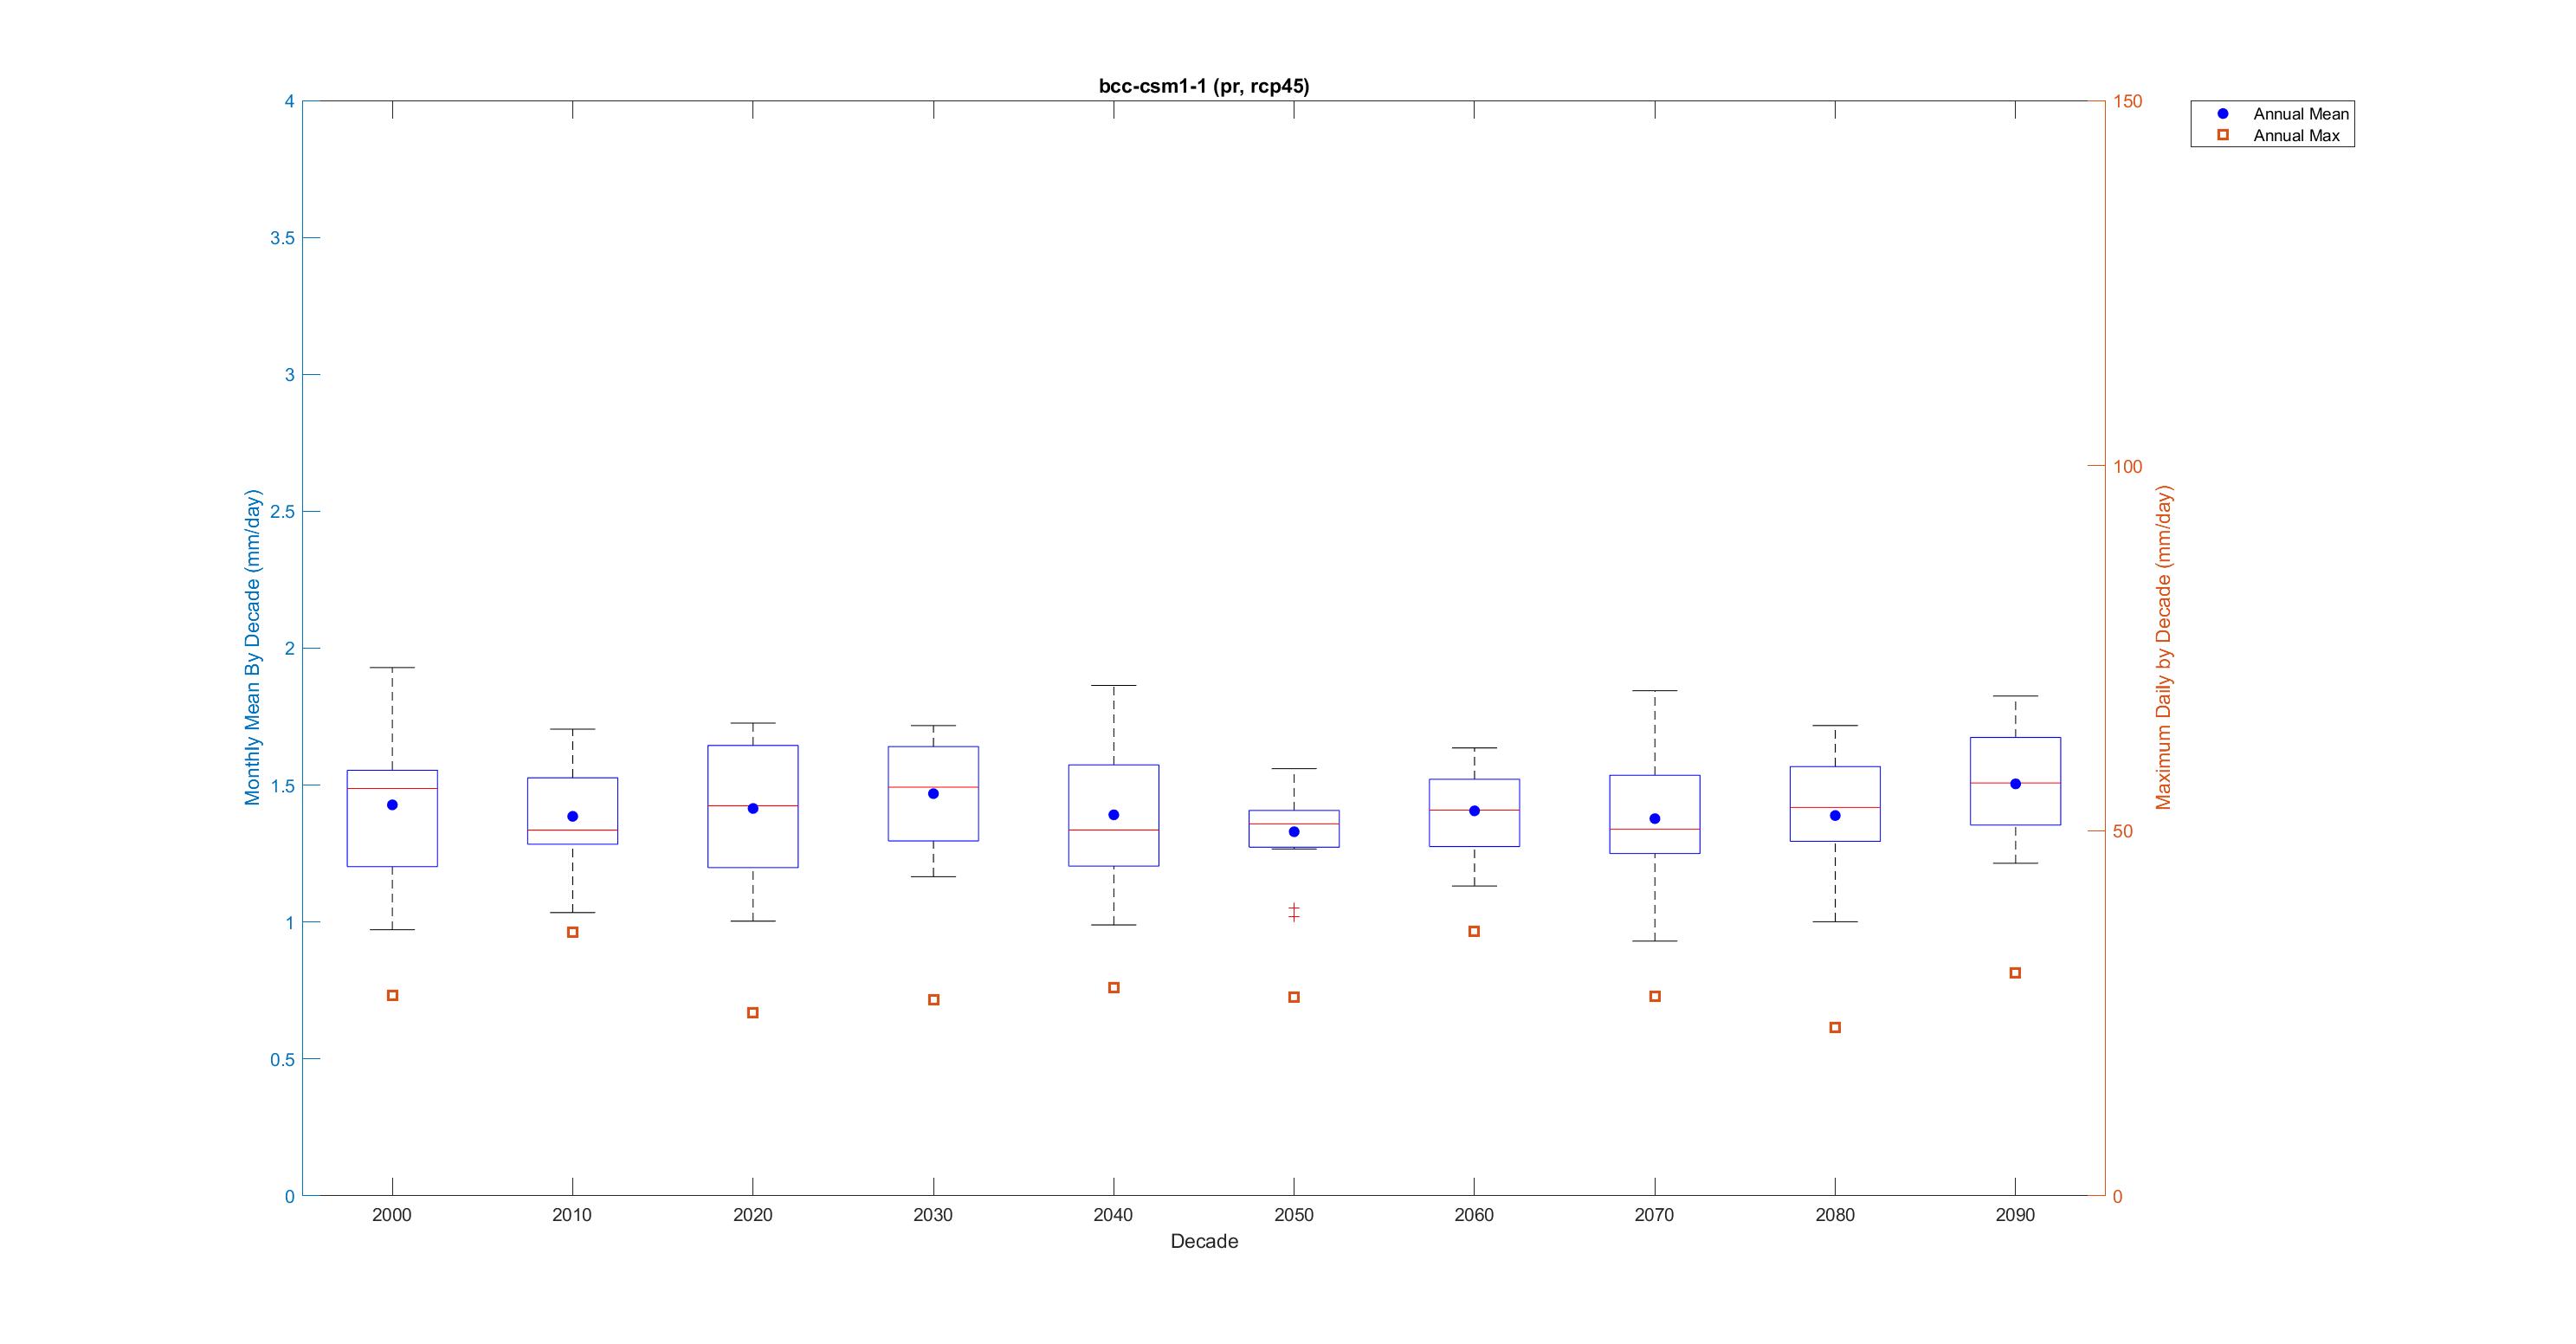 bcc-csm1-1 (pr, rcp45)
4
3.5
3
2.5
2
1.5
1
0.5
0
Monthly Mean By Decade (mm/day)
150
100
50
0
Maximum Daily by Decade (mm/day)
Annual Mean
Annual Max
2000 2010 2020 2030 2040 2050 2060 2070 2080 2090
Decade